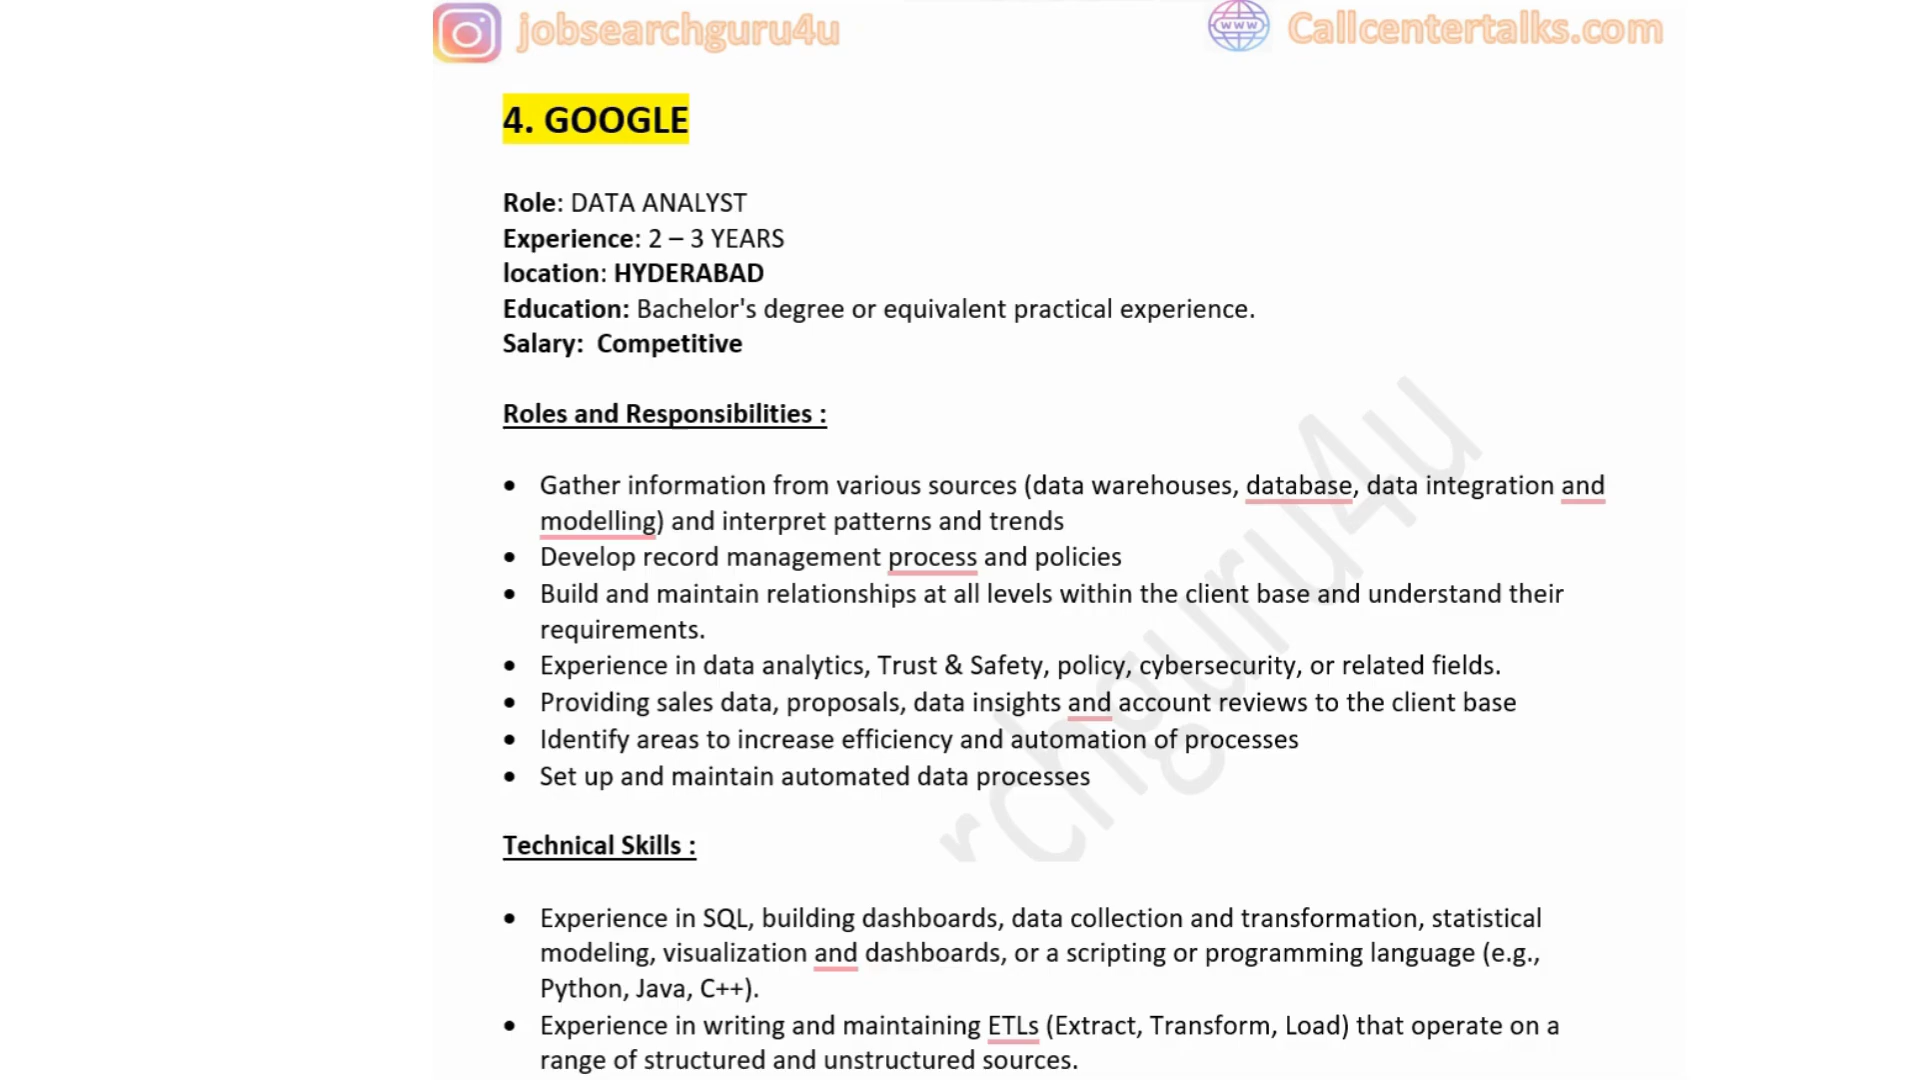 jobsearchguru4u
www Callcentertalks.com
4. GOOGLE
Role: DATA ANALYST
Experience: 2 – 3 YEARS
location: HYDERABAD
Education: Bachelor's degree or equivalent practical experience.
Salary: Competitive
Roles and Responsibilities :
• Gather information from various sources (data warehouses, database, data integration and
modelling) and interpret patterns and trends
• Develop record management process and policies
• Build and maintain relationships at all levels within the client base and understand their
requirements.
• Experience in data analytics, Trust & Safety, policy, cybersecurity, or related fields.
• Providing sales data, proposals, data insights and account reviews to the client base
• Identify areas to increase efficiency and automation of processes
• Set up and maintain automated data processes
rchguru4u
Technical Skills :
• Experience in SQL, building dashboards, data collection and transformation, statistical
modeling, visualization and dashboards, or a scripting or programming language (e.g.,
Python, Java, C++).
• Experience in writing and maintaining ETLs (Extract, Transform, Load) that operate on a
range of structured and unstructured sources.